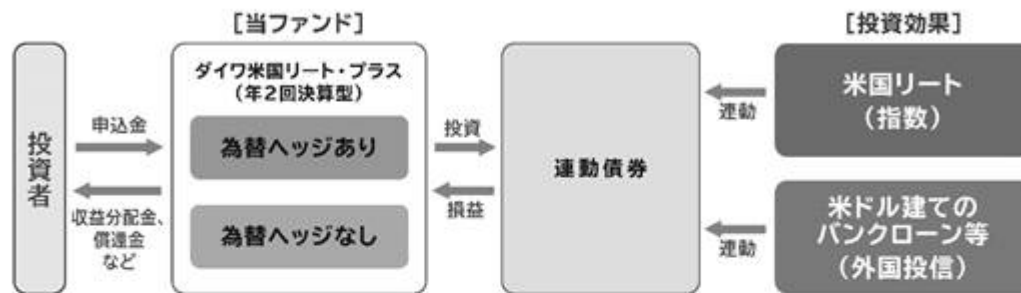 [当ファンド]
[投資効果]
投資者
申込金
収益分配金、
償還金
など
ダイワ米国リート・プラス
(年2回決算型)
為替ヘッジあり
為替ヘッジなし
投資
損益
連動債券
連動
連動
米国リート
(指数)
米ドル建ての
バンクローン等
(外国投信)